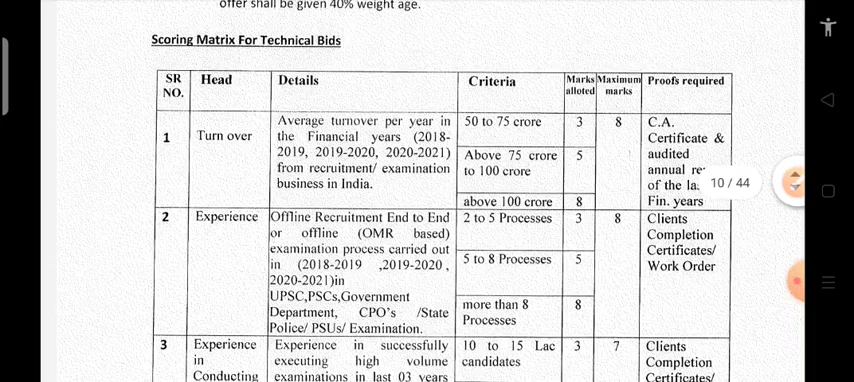 offer shall be given 40% weight age.
Scoring Matrix For Technical Bids
SR NO. Head Details Criteria Marks alloted Maximum marks Proofs required
1 Turn over
Average turnover per year in
the Financial years (2018-
2019, 2019-2020, 2020-2021)
from recruitment/ examination
business in India.
50 to 75 crore 3
Above 75 crore
to 100 crore 5
above 100 crore 8
8
C.A.
Certificate &
audited
annual
of the
Fin. years
10 / 44
2 Experience
Offline Recruitment End to End
or offline (OMR based)
examination process carried out
in (2018-2019 ,2019-2020,
2020-2021)in
UPSC,PSCs,Government
Department, CPO's /State
Police/ PSUs/ Examination.
2 to 5 Processes 3
5 to 8 Processes 5
more than 8
Processes 8
8
Clients
Completion
Certificates/
Work Order
3 Experience
in
Conducting
Experience in successfully
executing high volume
examinations in last 03 years
10 to 15 Lac
candidates 3
7
Clients
Completion
Certificates/